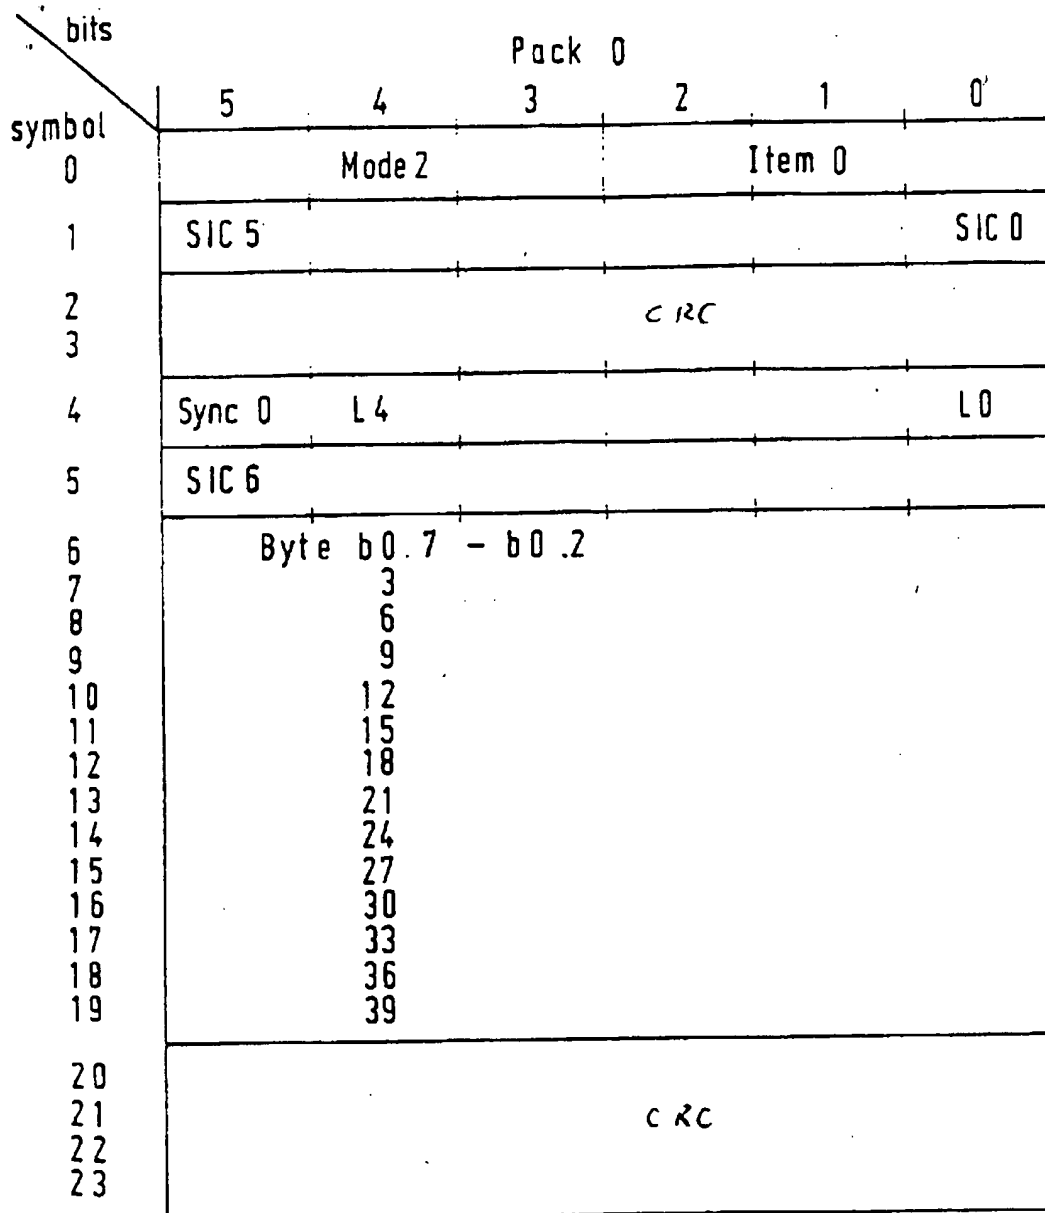 bits
Pack 0
5 4 3 2 1 0
symbol
0 Mode 2 Item 0
1 SIC 5 SIC 0
2
CRC
3
4 Sync 0 L4 L0
5 SIC 6
6 Byte b0.7 - b0.2
7 3
8 6
9 9
10 12
11 15
12 18
13 21
14 24
15 27
16 30
17 33
18 36
19 39
20
21 CRC
22
23